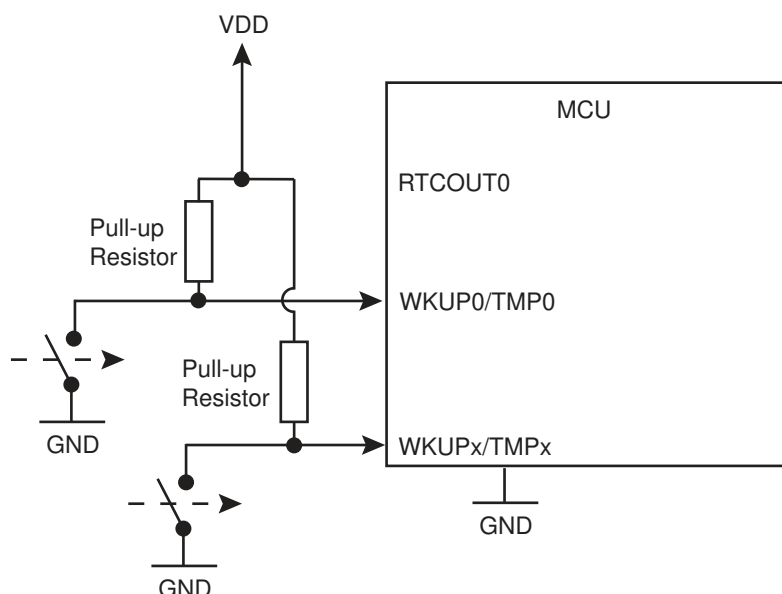 VDD
MCU
RTCOUT0
Pull-up
Resistor
WKUP0/TMP0
Pull-up
Resistor
GND
WKUPx/TMPx
GND
GND